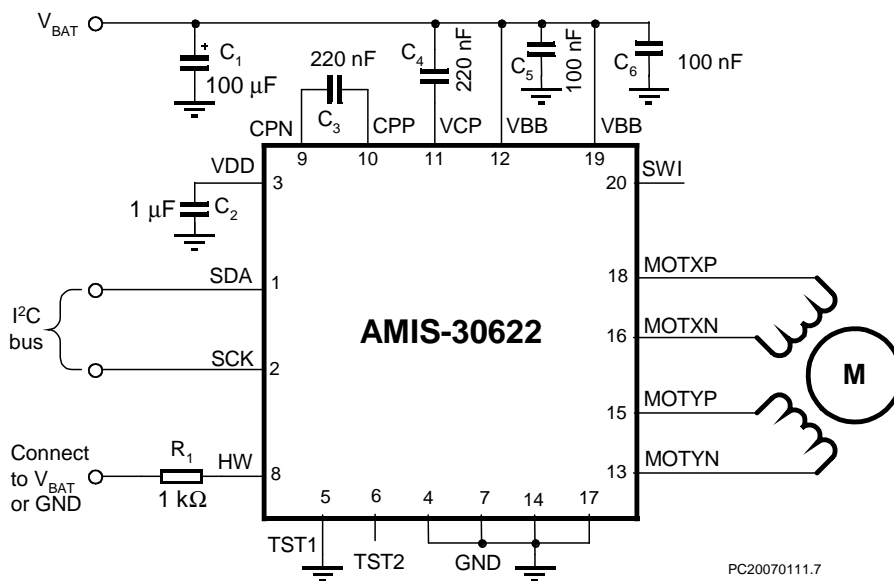 V_BAT
C1
100 µF
220 nF
C3
C4
220 nF
C5
100 nF
C6
100 nF
CPN
CPP
VCP
VBB
VBB
9
10
11
12
19
VDD
3
1 µF
C2
20
SWI
SDA
1
I²C
bus
SCK
2
AMIS-30622
18
MOTXP
16
MOTXN
M
15
MOTYP
13
MOTYN
Connect
to V_BAT
or GND
R1
1 kΩ
HW
8
5
6
4
7
14
17
TST1
TST2
GND
PC20070111.7